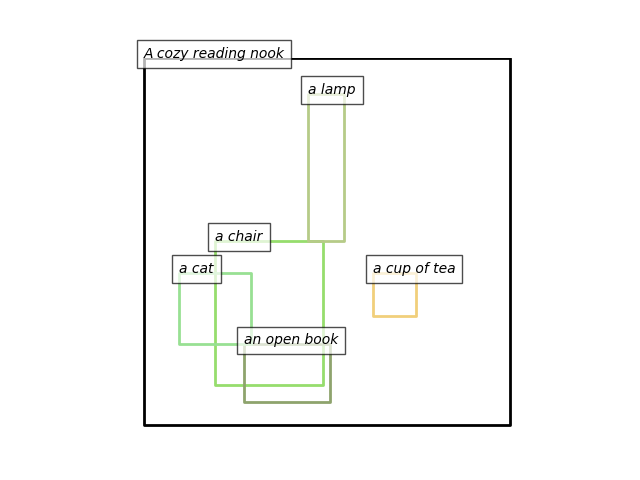 A cozy reading nook
a lamp
a chair
a cat
a cup of tea
an open book